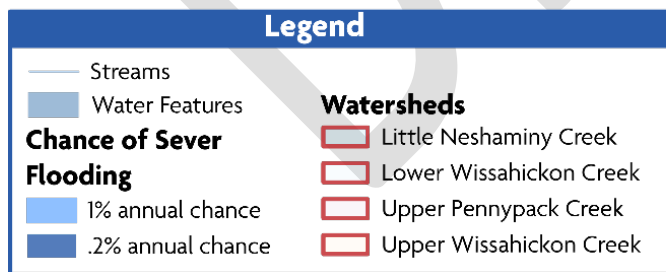 Legend
Streams
Water Features
Chance of Sever
Flooding
1% annual chance
.2% annual chance
Watersheds
Little Neshaminy Creek
Lower Wissahickon Creek
Upper Pennypack Creek
Upper Wissahickon Creek